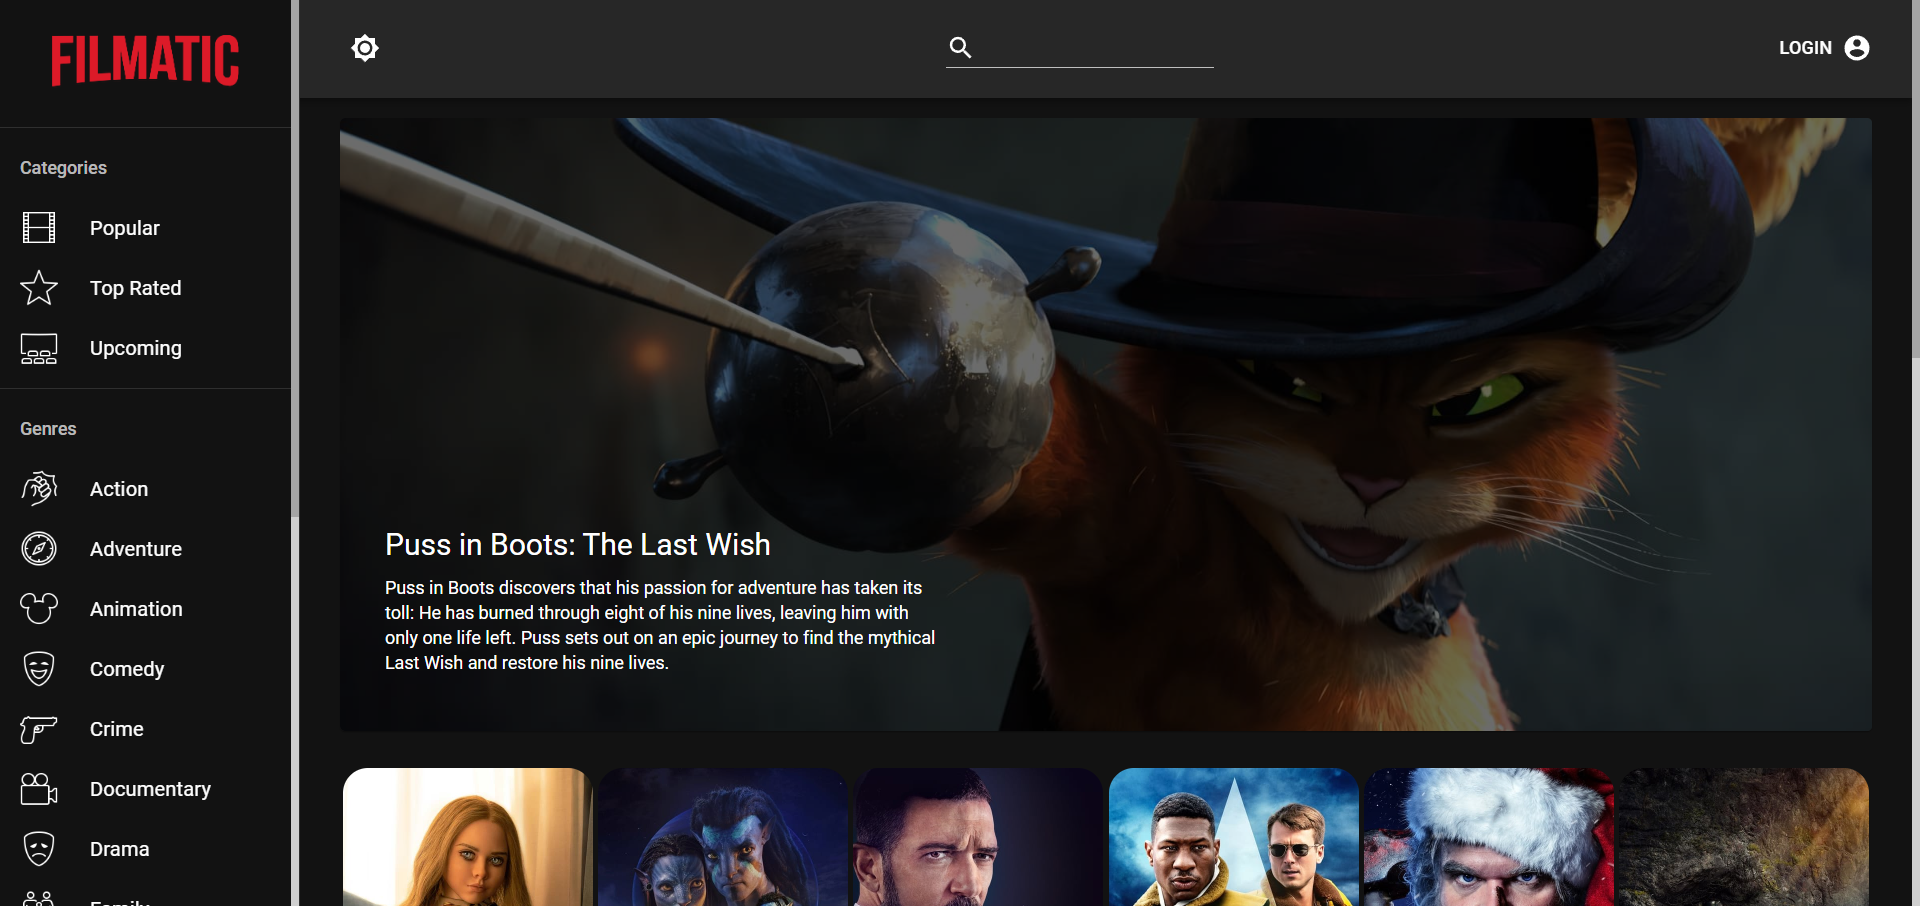 FILMATIC
LOGIN
Categories
Popular
Top Rated
Upcoming
Genres
Action
Adventure
Animation
Comedy
Crime
Documentary
Drama
Family
Puss in Boots: The Last Wish
Puss in Boots discovers that his passion for adventure has taken its
toll: He has burned through eight of his nine lives, leaving him with
only one life left. Puss sets out on an epic journey to find the mythical
Last Wish and restore his nine lives.